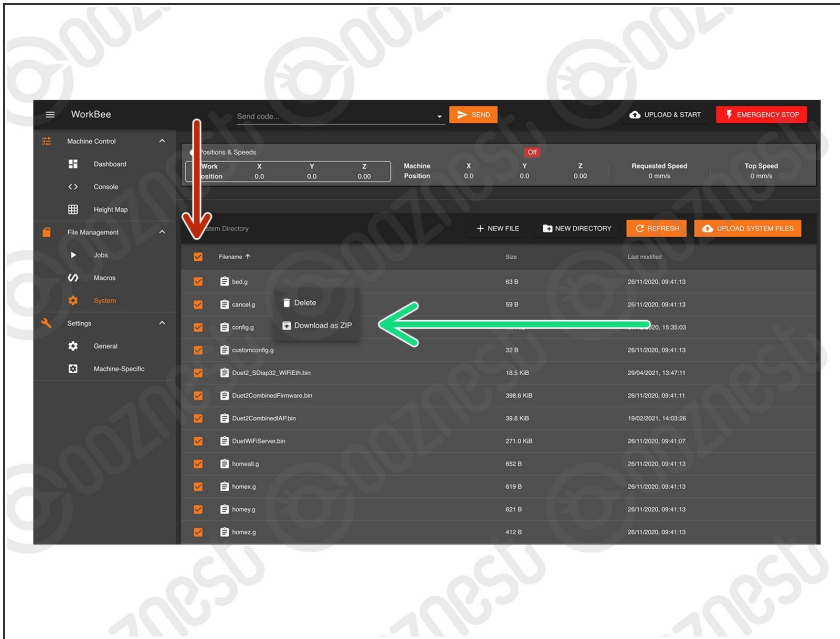 WorkBee
Send code...
SEND
UPLOAD & START
EMERGENCY STOP
Machine Control
Dashboard
Console
Height Map
File Management
Jobs
Macros
System
Settings
General
Machine-Specific
Positions & Speeds
Off
Work Position X 0.0 Y 0.0 Z 0.00
Machine Position X 0.0 Y 0.0 Z 0.00
Requested Speed 0 mm/s
Top Speed 0 mm/s
Directory
NEW FILE
NEW DIRECTORY
REFRESH
UPLOAD SYSTEM FILES
Filename Size Last modified
bed.g 63 B 26/11/2020, 09:41:13
cancel.g 59 B 26/11/2020, 09:41:13
config.g 2020, 15:35:03
customconfig.g 32 B 26/11/2020, 09:41:13
Duet2_SDiap32_WiFiEth.bin 18.5 KiB 29/04/2021, 13:47:11
Duet2CombinedFirmware.bin 398.6 KiB 26/11/2020, 09:41:11
Duet2CombinedIAP.bin 39.8 KiB 19/02/2021, 14:03:26
DuetWiFiServer.bin 271.0 KiB 26/11/2020, 09:41:07
homeall.g 652 B 26/11/2020, 09:41:13
homex.g 619 B 26/11/2020, 09:41:13
homey.g 621 B 26/11/2020, 09:41:13
homez.g 412 B 26/11/2020, 09:41:13
Delete
Download as ZIP
ooznest